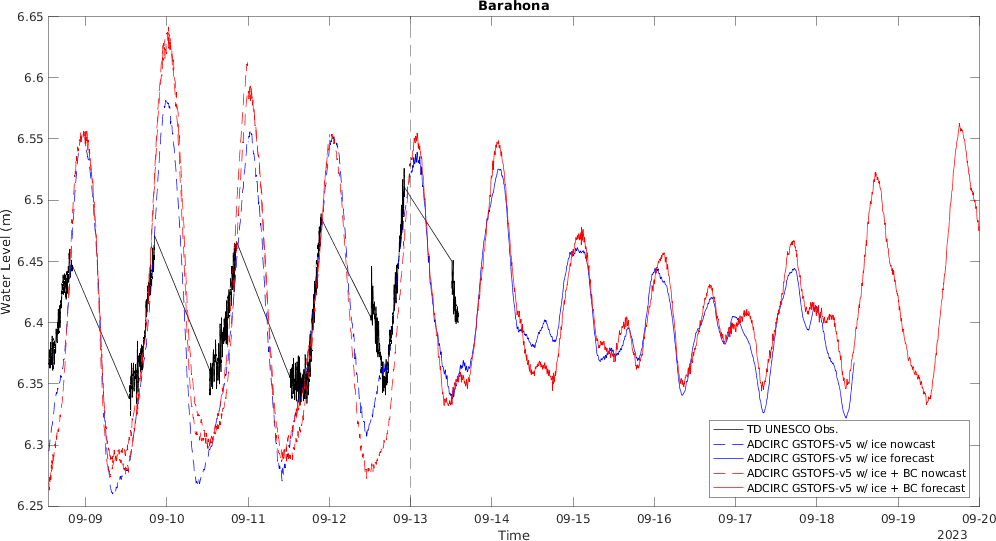 Barahona
Water Level (m)
6.65
6.6
6.55
6.5
6.45
6.4
6.35
6.3
6.25
TD UNESCO Obs.
ADCIRC GSTOFS-v5 w/ ice nowcast
ADCIRC GSTOFS-v5 w/ ice forecast
ADCIRC GSTOFS-v5 w/ ice + BC nowcast
ADCIRC GSTOFS-v5 w/ ice + BC forecast
09-09 09-10 09-11 09-12 09-13 09-14 09-15 09-16 09-17 09-18 09-19 09-20
Time
2023